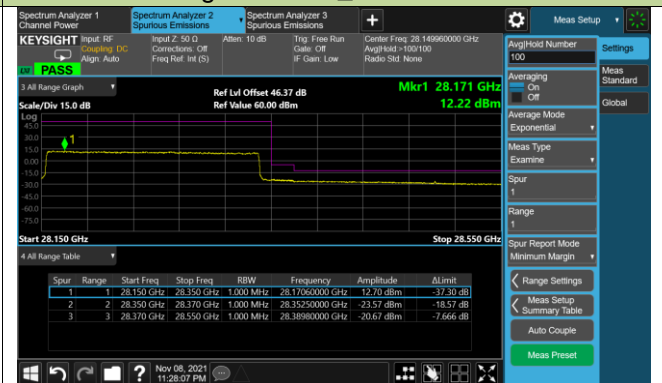 Spectrum Analyzer 1
Channel Power
Spectrum Analyzer 2
Spurious Emissions
Spectrum Analyzer 3
Spurious Emissions
Meas Setup
KEYSIGHT
PASS
Input: RF
Coupling: DC
Align: Auto
Input Z: 50 Ω
Corrections: Off
Freq Ref: Int (S)
Atten: 10 dB
Trig: Free Run
Gate: Off
IF Gain: Low
Center Freq: 28.149960000 GHz
Avg|Hold:>100/100
Radio Std: None
3 All Range Graph
Scale/Div 15.0 dB
Ref Lvl Offset 46.37 dB
Ref Value 60.00 dBm
Mkr1 28.171 GHz
12.22 dBm
Log
45.0
30.0
15.0
0.00
-15.0
-30.0
-45.0
-60.0
-75.0
1
Start 28.150 GHz
Stop 28.550 GHz
4 All Range Table
Spur Range Start Freq Stop Freq RBW Frequency Amplitude ΔLimit
1 1 28.150 GHz 28.350 GHz 1.000 MHz 28.17060000 GHz 12.70 dBm -37.30 dB
2 2 28.350 GHz 28.370 GHz 1.000 MHz 28.35250000 GHz -23.57 dBm -18.57 dB
3 3 28.370 GHz 28.550 GHz 1.000 MHz 28.38980000 GHz -20.67 dBm -7.666 dB
Nov 08, 2021
11:28:07 PM
Avg|Hold Number
100
Averaging
On
Off
Average Mode
Exponential
Meas Type
Examine
Spur
1
Range
1
Spur Report Mode
Minimum Margin
Range Settings
Meas Setup
Summary Table
Auto Couple
Meas Preset
Settings
Meas
Standard
Global